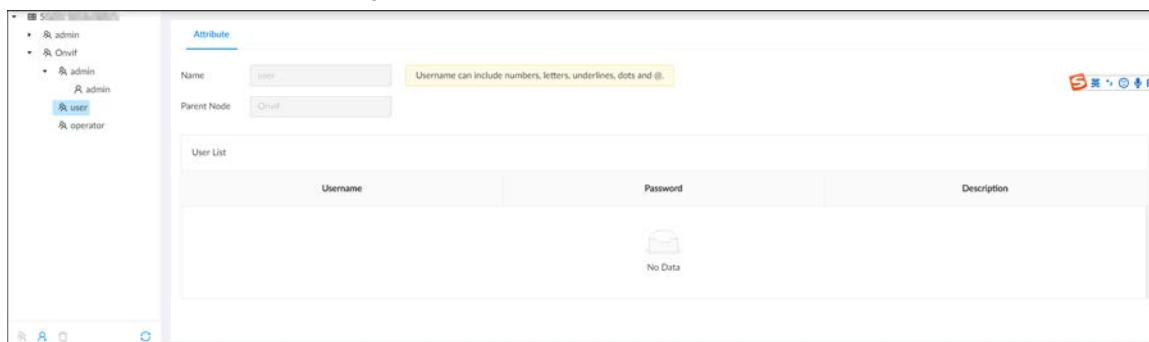 admin
Onvif
admin
admin
user
operator
Attribute
Name
user
Username can include numbers, letters, underlines, dots and @.
Parent Node
Onvif
User List
Username Password Description
No Data
英